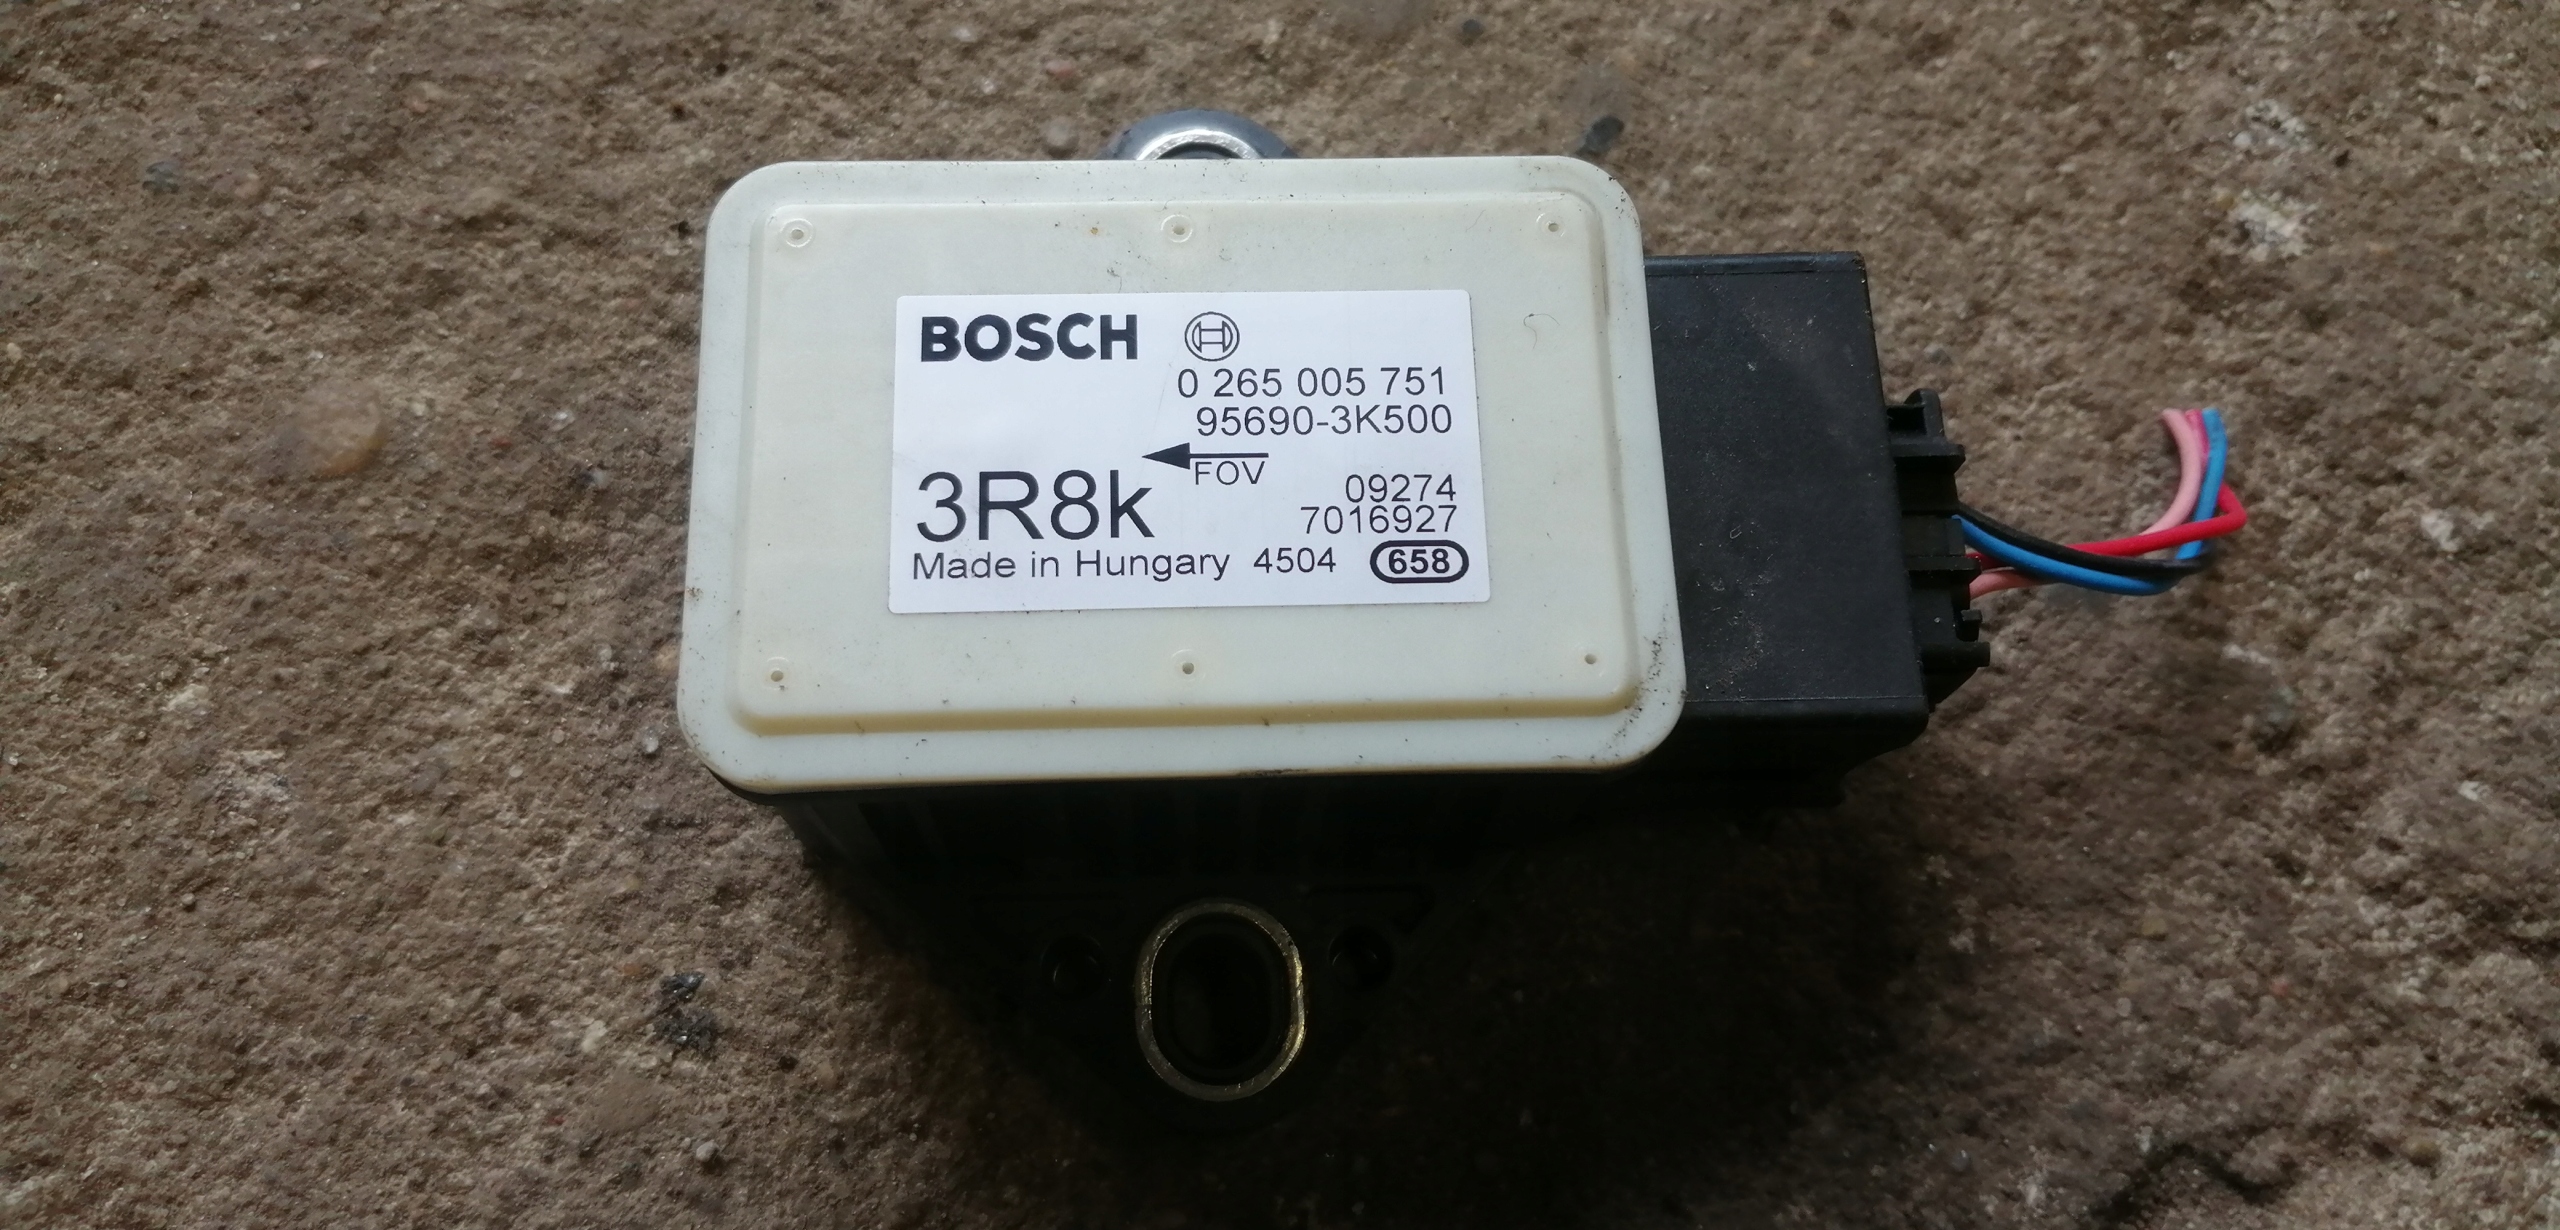 BOSCH
0 265 005 751
95690-3K500
FOV
3R8k
09274
7016927
Made in Hungary 4504 658